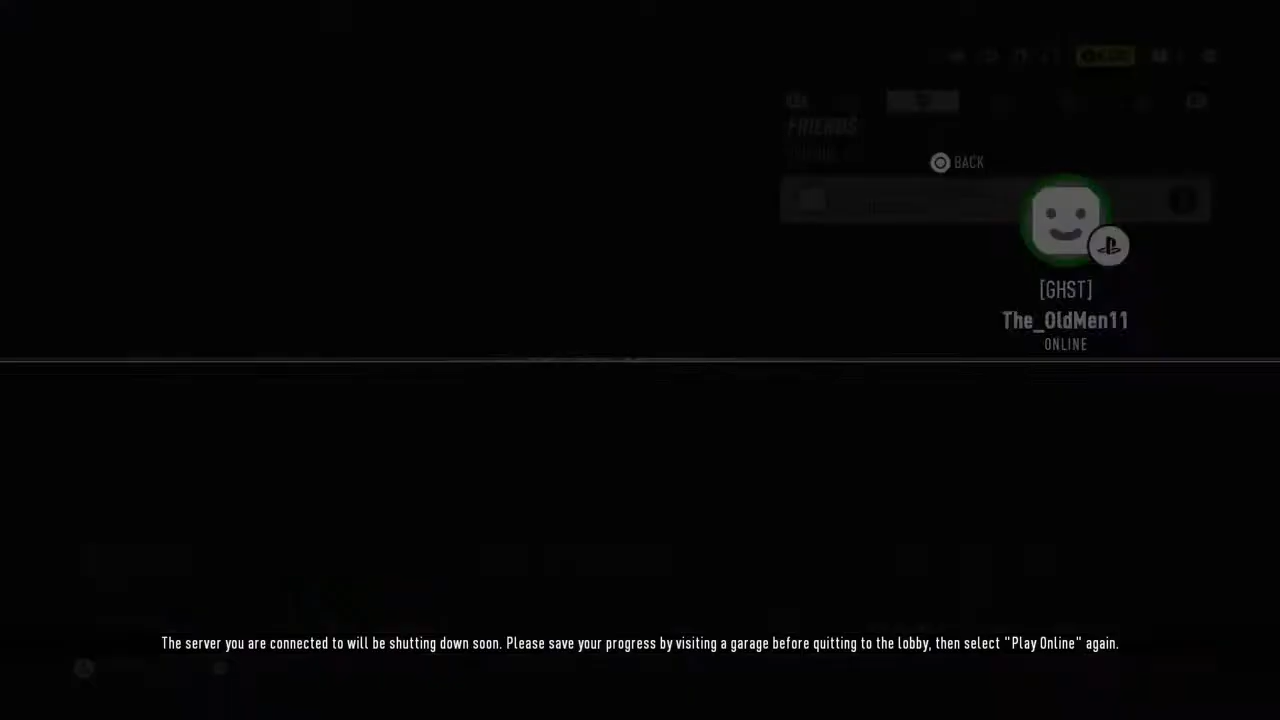 FRIENDS
BACK
[GHST]
The_OldMen11
ONLINE
The server you are connected to will be shutting down soon. Please save your progress by visiting a garage before quitting to the lobby, then select "Play Online" again.